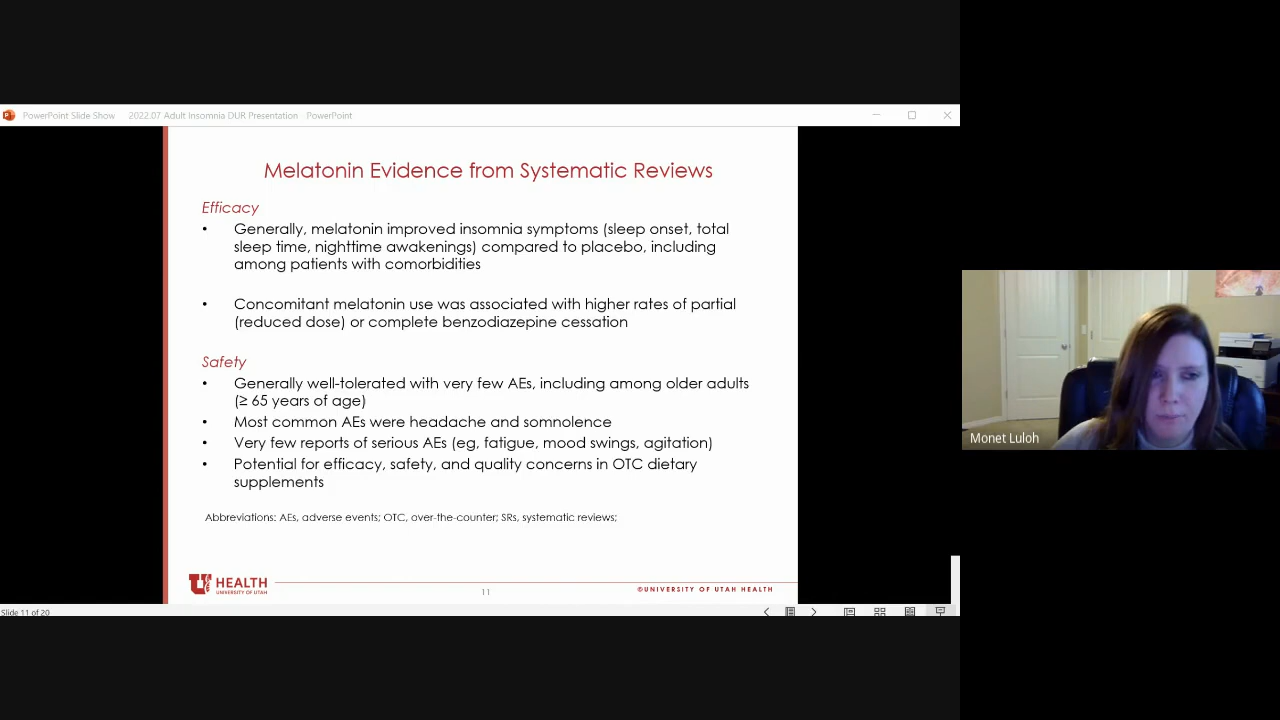 PowerPoint Slide Show 2022.07 Adult Insomnia DUR Presentation - PowerPoint
Melatonin Evidence from Systematic Reviews
Efficacy
• Generally, melatonin improved insomnia symptoms (sleep onset, total
sleep time, nighttime awakenings) compared to placebo, including
among patients with comorbidities
• Concomitant melatonin use was associated with higher rates of partial
(reduced dose) or complete benzodiazepine cessation
Safety
• Generally well-tolerated with very few AEs, including among older adults
(≥ 65 years of age)
• Most common AEs were headache and somnolence
• Very few reports of serious AEs (eg, fatigue, mood swings, agitation)
• Potential for efficacy, safety, and quality concerns in OTC dietary
supplements
Abbreviations: AEs, adverse events; OTC, over-the-counter; SRs, systematic reviews;
U HEALTH
UNIVERSITY OF UTAH
11
©UNIVERSITY OF UTAH HEALTH
Slide 11 of 20
Monet Luloh